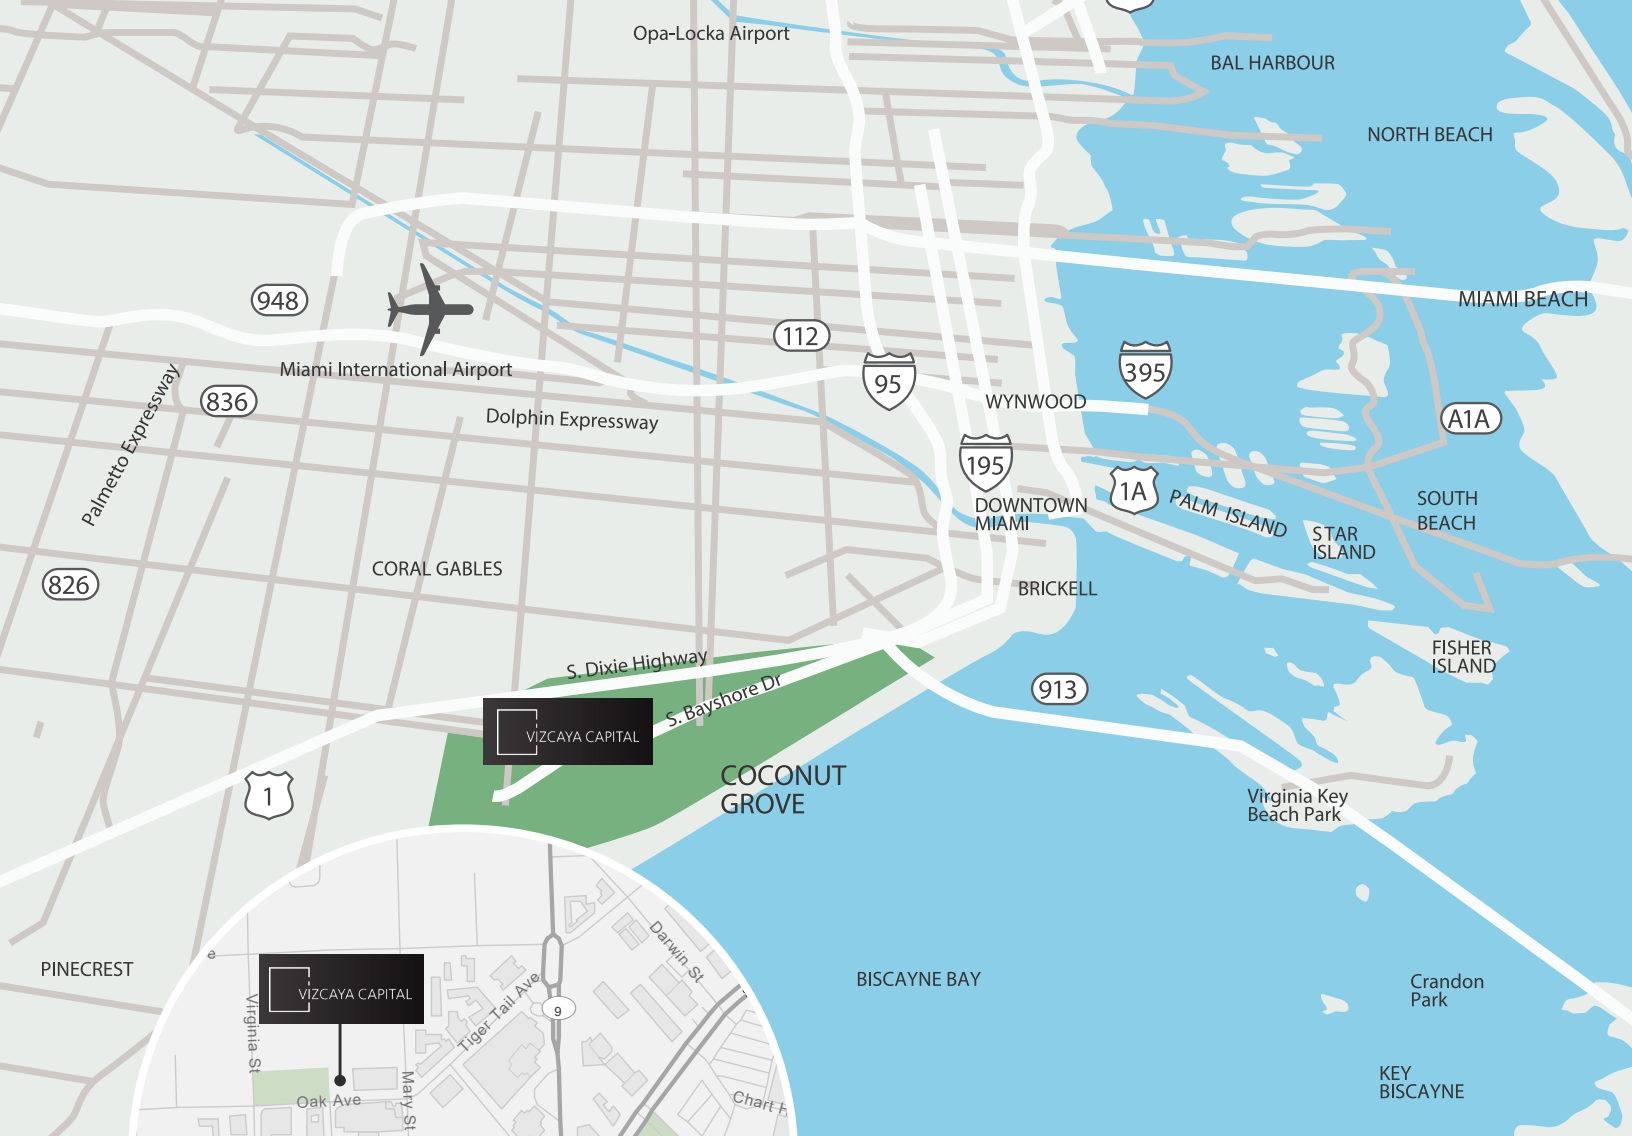 Opa-Locka Airport
BAL HARBOUR
NORTH BEACH
948
MIAMI BEACH
112
Miami International Airport
95
395
836
WYNWOOD
Dolphin Expressway
A1A
Palmetto Expressway
195
1A
PALM ISLAND
SOUTH
BEACH
DOWNTOWN
MIAMI
STAR
ISLAND
CORAL GABLES
826
BRICKELL
FISHER
ISLAND
S. Dixie Highway
913
S. Bayshore Dr
VIZCAYA CAPITAL
COCONUT
GROVE
1
Virginia Key
Beach Park
PINECREST
BISCAYNE BAY
Crandon
Park
KEY
BISCAYNE
e
Darwin St
VIZCAYA CAPITAL
Virginia St
Tiger Tail Ave
9
Mary St
Oak Ave
Chart H